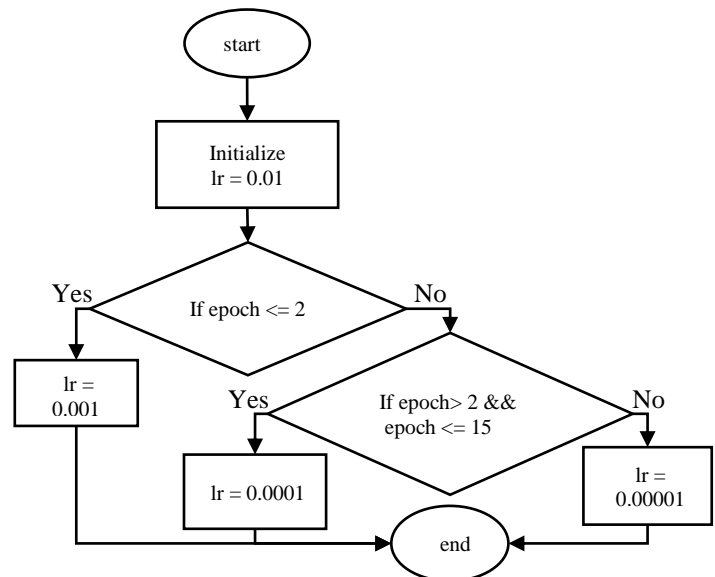 start
Initialize
lr = 0.01
Yes
No
If epoch <= 2
lr =
0.001
Yes
No
If epoch> 2 &&
epoch <= 15
lr = 0.0001
lr =
0.00001
end